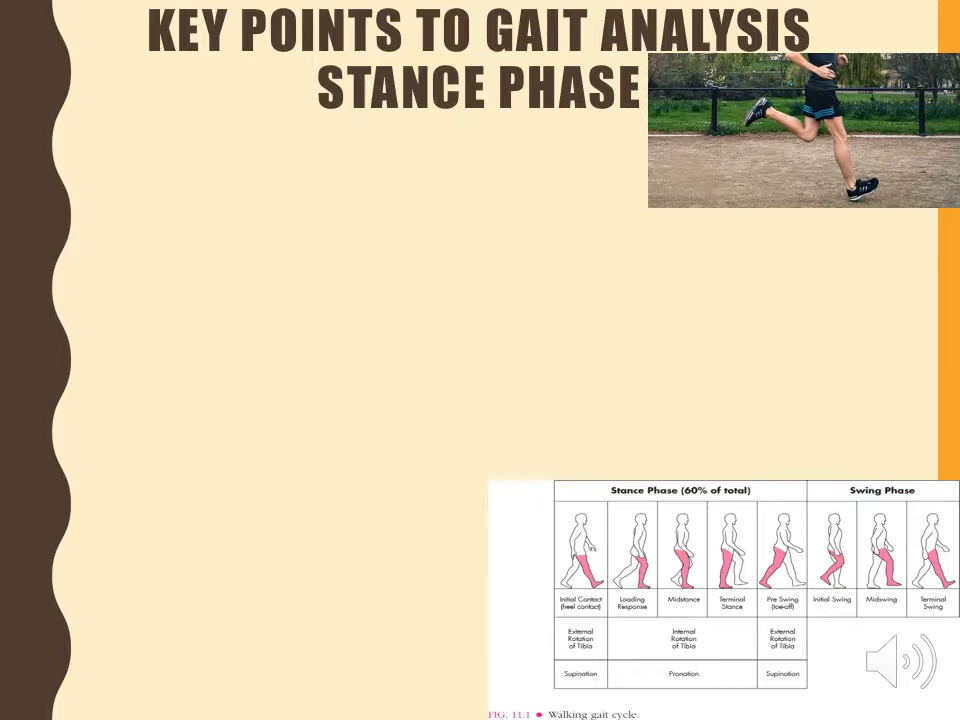 KEY POINTS TO GAIT ANALYSIS
STANCE PHASE
Stance Phase (60% of total)
Swing Phase
Initial Contact
(heel contact)
Loading
Response
Midstance
Terminal
Stance
Pre Swing
(toe-off)
Initial Swing
Midswing
Terminal
Swing
External
Rotation
of Tibia
Internal
Rotation
of Tibia
External
Rotation
of Tibia
Supination
Pronation
Supination
FIG. 11.1 ● Walking gait cycle.